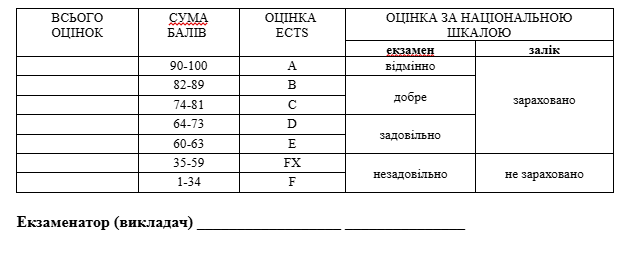 ВСЬОГО ОЦІНОК СУМА БАЛІВ ОЦІНКА ECTS ОЦІНКА ЗА НАЦІОНАЛЬНОЮ ШКАЛОЮ
екзамен залік
90-100 A відмінно зараховано
82-89 B добре
74-81 C
64-73 D задовільно
60-63 E
35-59 FX незадовільно не зараховано
1-34 F
Екзаменатор (викладач) ___________________ ________________